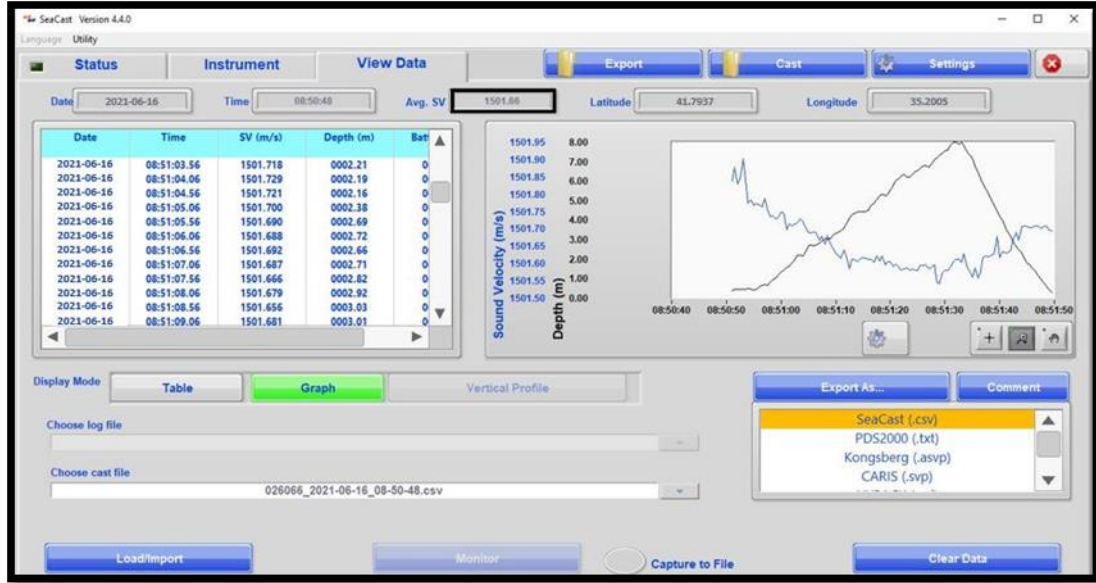 SeaCast Version 4.4.0
Language Utility
Status Instrument View Data Export Cast Settings
Date 2021-06-16 Time 08:50:48 Avg. SV 1501.66 Latitude 41.7937 Longitude 35.2005
Date Time SV (m/s) Depth (m) Bat
2021-06-16 08:51:03.56 1501.718 0002.21 0
2021-06-16 08:51:04.06 1501.729 0002.19 0
2021-06-16 08:51:04.56 1501.721 0002.16 0
2021-06-16 08:51:05.06 1501.700 0002.38 0
2021-06-16 08:51:05.56 1501.690 0002.69 0
2021-06-16 08:51:06.06 1501.688 0002.72 0
2021-06-16 08:51:06.56 1501.692 0002.66 0
2021-06-16 08:51:07.06 1501.687 0002.71 0
2021-06-16 08:51:07.56 1501.666 0002.82 0
2021-06-16 08:51:08.06 1501.679 0002.92 0
2021-06-16 08:51:08.56 1501.656 0003.03 0
2021-06-16 08:51:09.06 1501.681 0003.01 0
Sound Velocity (m/s)
Depth (m)
1501.95 8.00
1501.90 7.00
1501.85 6.00
1501.80 5.00
1501.75 4.00
1501.70
1501.65 3.00
1501.60 2.00
1501.55 1.00
1501.50 0.00
08:50:40 08:50:50 08:51:00 08:51:10 08:51:20 08:51:30 08:51:40 08:51:50
Display Mode Table Graph Vertical Profile
Export As... Comment
SeaCast (.csv)
PDS2000 (.txt)
Kongsberg (.asvp)
CARIS (.svp)
Choose log file
Choose cast file
026066_2021-06-16_08-50-48.csv
Load/Import Monitor Capture to File Clear Data